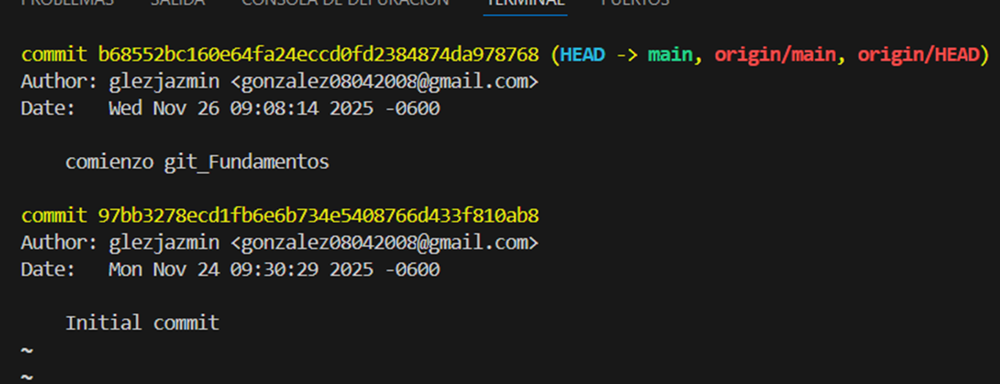 PROBLEMAS SALIDA CONSOLA DE DEPURACIÓN TERMINAL PUERTOS
commit b68552bc160e64fa24eccd0fd2384874da978768 (HEAD -> main, origin/main, origin/HEAD)
Author: glezjazmin <gonzalez08042008@gmail.com>
Date:   Wed Nov 26 09:08:14 2025 -0600
comienzo git_Fundamentos
commit 97bb3278ecd1fb6e6b734e5408766d433f810ab8
Author: glezjazmin <gonzalez08042008@gmail.com>
Date:   Mon Nov 24 09:30:29 2025 -0600
Initial commit
~
~